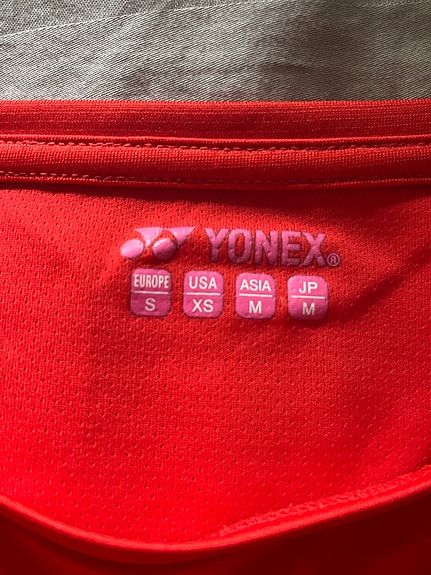 YONEX®
EUROPE USA ASIA JP
S XS M M